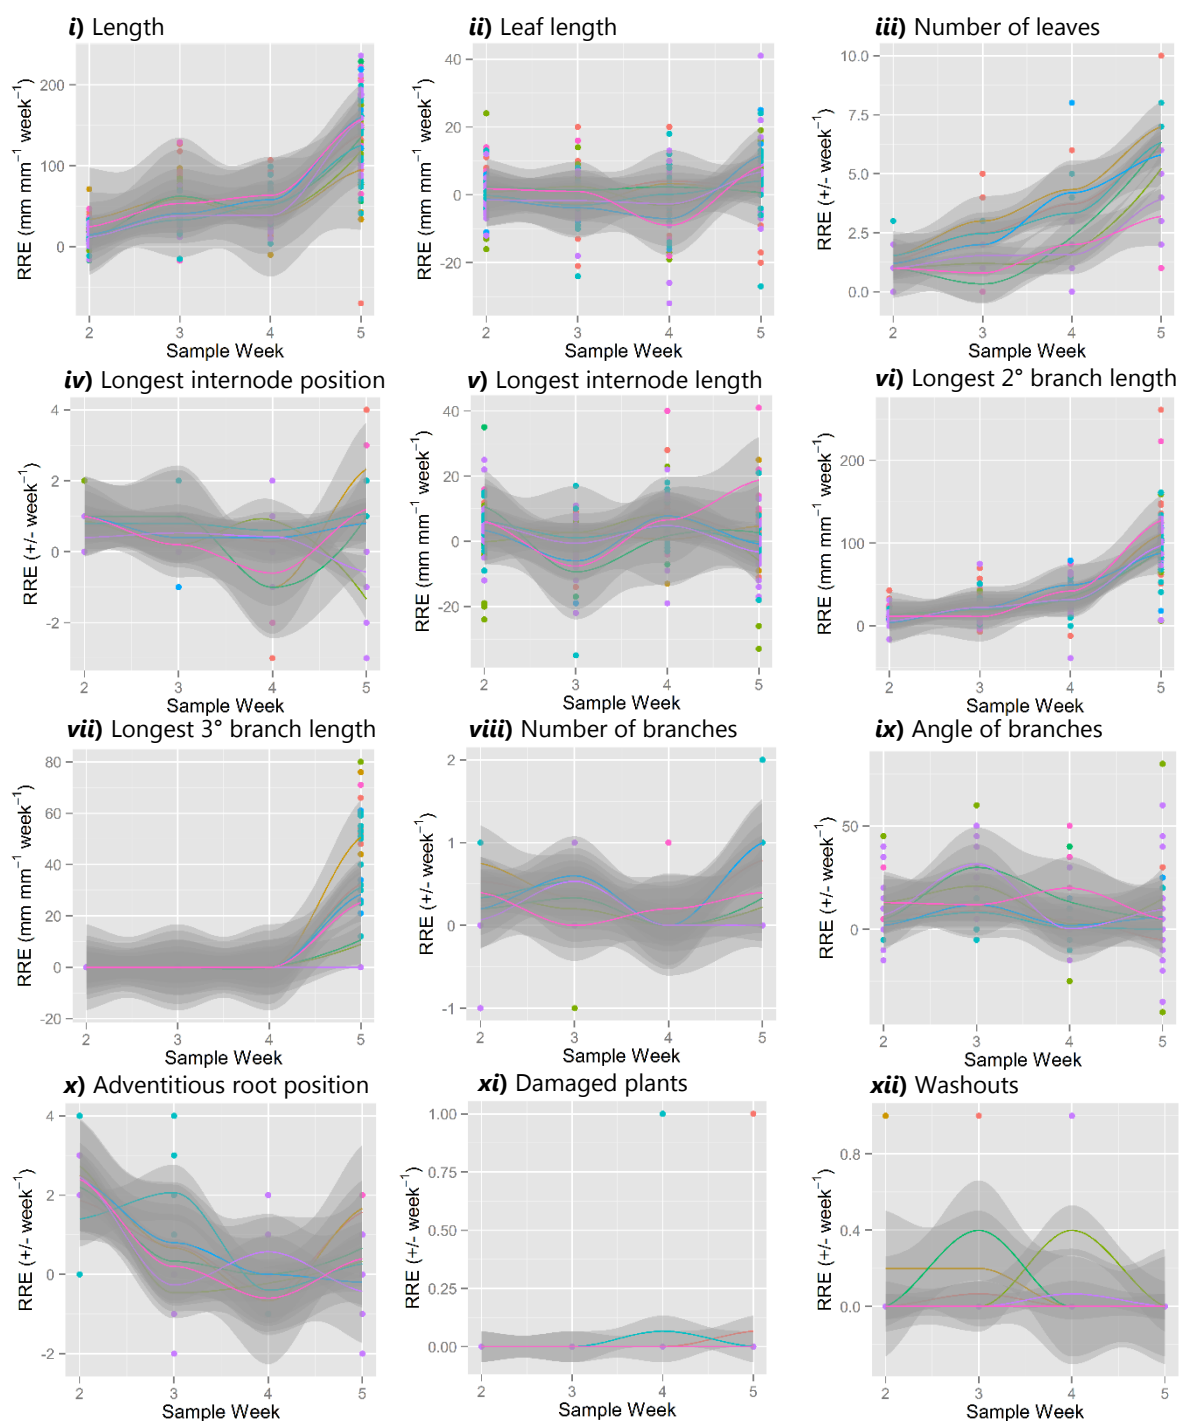 i) Length
ii) Leaf length
iii) Number of leaves
RRE (mm mm⁻¹ week⁻¹)
200
100
0
2 3 4 5
Sample Week
RRE (mm mm⁻¹ week⁻¹)
40
20
0
-20
2 3 4 5
Sample Week
RRE (+/- week⁻¹)
10.0
7.5
5.0
2.5
0.0
2 3 4 5
Sample Week
iv) Longest internode position
v) Longest internode length
vi) Longest 2° branch length
RRE (+/- week⁻¹)
4
2
0
-2
2 3 4 5
Sample Week
RRE (mm mm⁻¹ week⁻¹)
40
20
0
-20
2 3 4 5
Sample Week
RRE (mm mm⁻¹ week⁻¹)
200
100
0
2 3 4 5
Sample Week
vii) Longest 3° branch length
viii) Number of branches
ix) Angle of branches
RRE (mm mm⁻¹ week⁻¹)
80
60
40
20
0
-20
2 3 4 5
Sample Week
RRE (+/- week⁻¹)
2
1
0
-1
2 3 4 5
Sample Week
RRE (+/- week⁻¹)
50
0
2 3 4 5
Sample Week
x) Adventitious root position
xi) Damaged plants
xii) Washouts
RRE (+/- week⁻¹)
4
2
0
-2
2 3 4 5
Sample Week
RRE (+/- week⁻¹)
1.00
0.75
0.50
0.25
0.00
2 3 4 5
Sample Week
RRE (+/- week⁻¹)
0.8
0.4
0.0
2 3 4 5
Sample Week